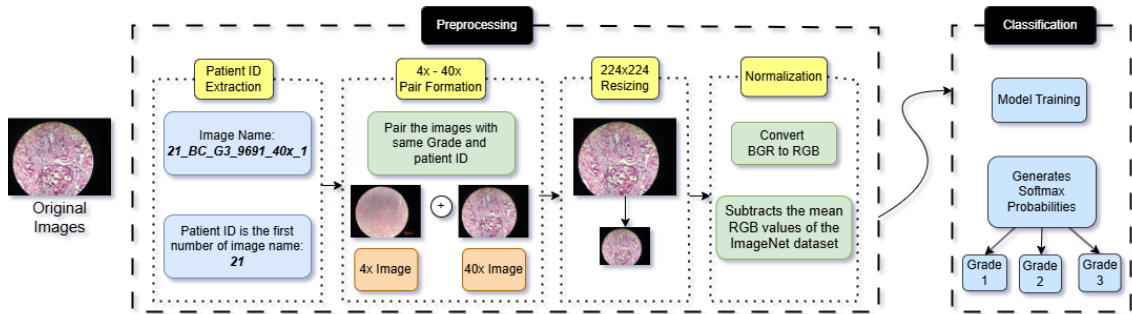 Preprocessing
Classification
Patient ID
Extraction
4x - 40x
Pair Formation
224x224
Resizing
Normalization
Image Name:
21_BC_G3_9691_40x_1
Patient ID is the first
number of image name:
21
Pair the images with
same Grade and
patient ID
+
4x Image
40x Image
Convert
BGR to RGB
Subtracts the mean
RGB values of the
ImageNet dataset
Original
Images
Model Training
Generates
Softmax
Probabilities
Grade
1
Grade
2
Grade
3